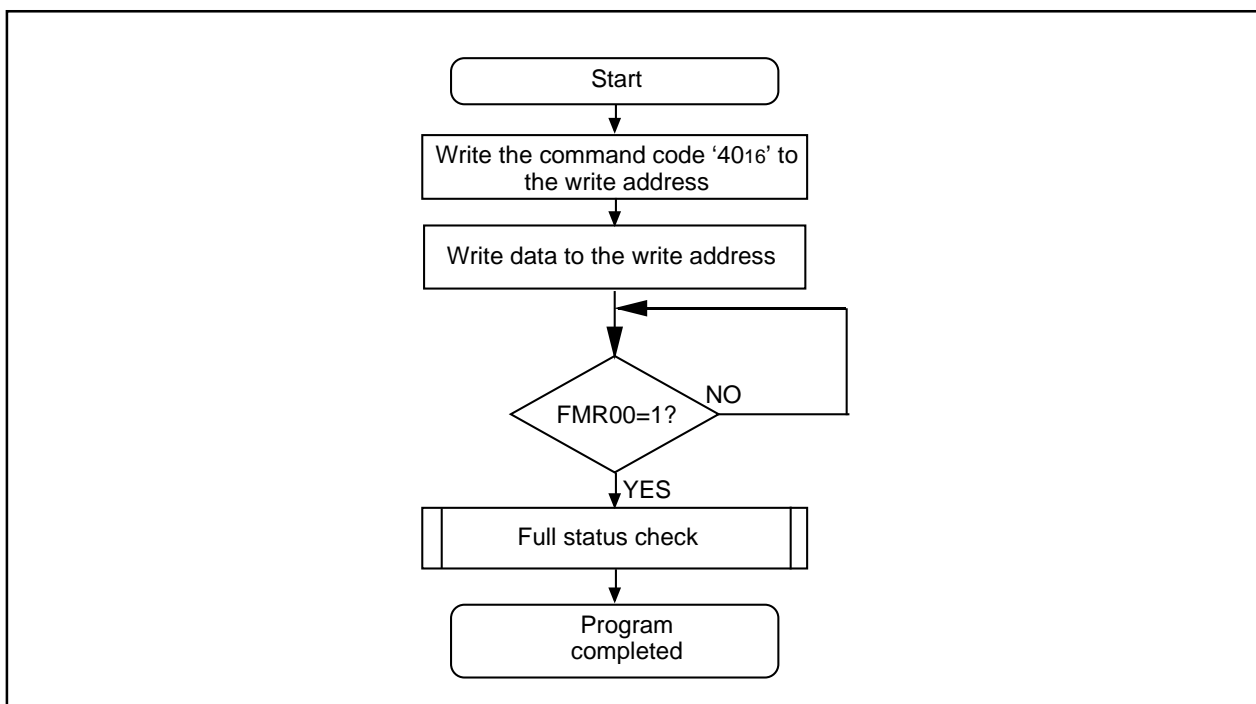 Start
Write the command code ‘4016’ to
the write address
Write data to the write address
FMR00=1?
NO
YES
Full status check
Program
completed